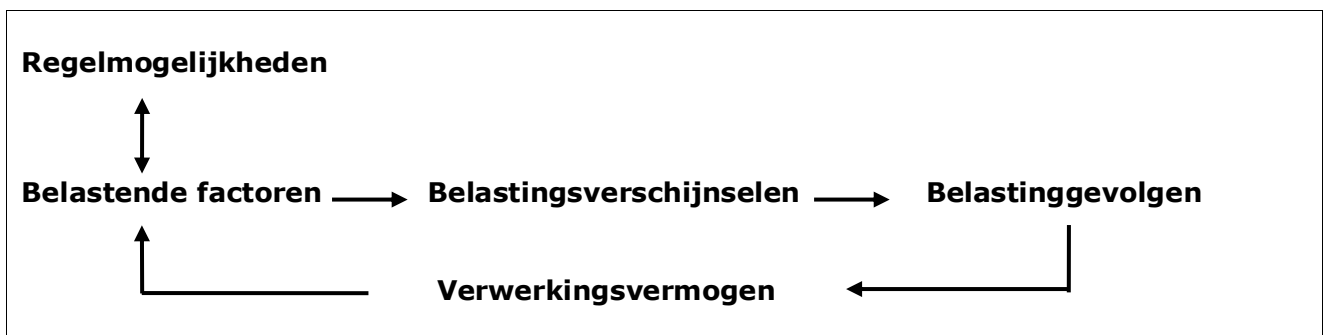 Regelmogelijkheden
Belastende factoren Belastingsverschijnselen Belastinggevolgen
Verwerkingsvermogen